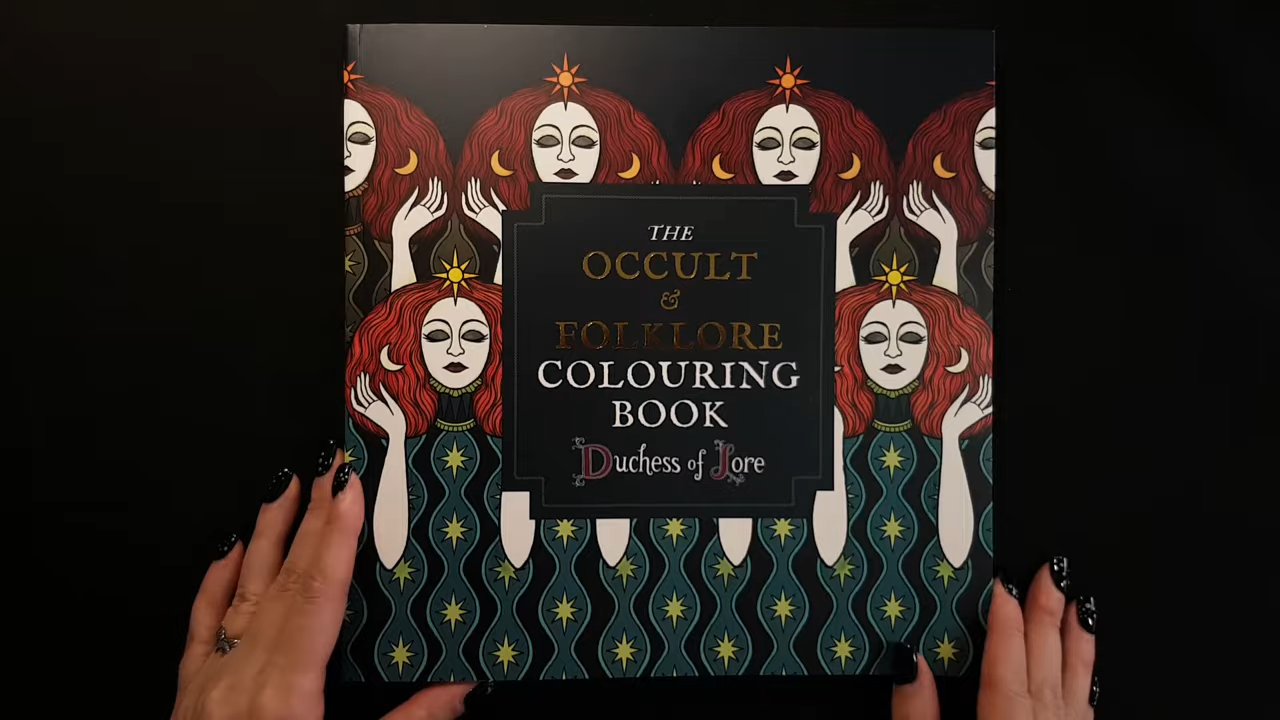 THE
OCCULT
&
FOLKLORE
COLOURING
BOOK
Duchess of Lore